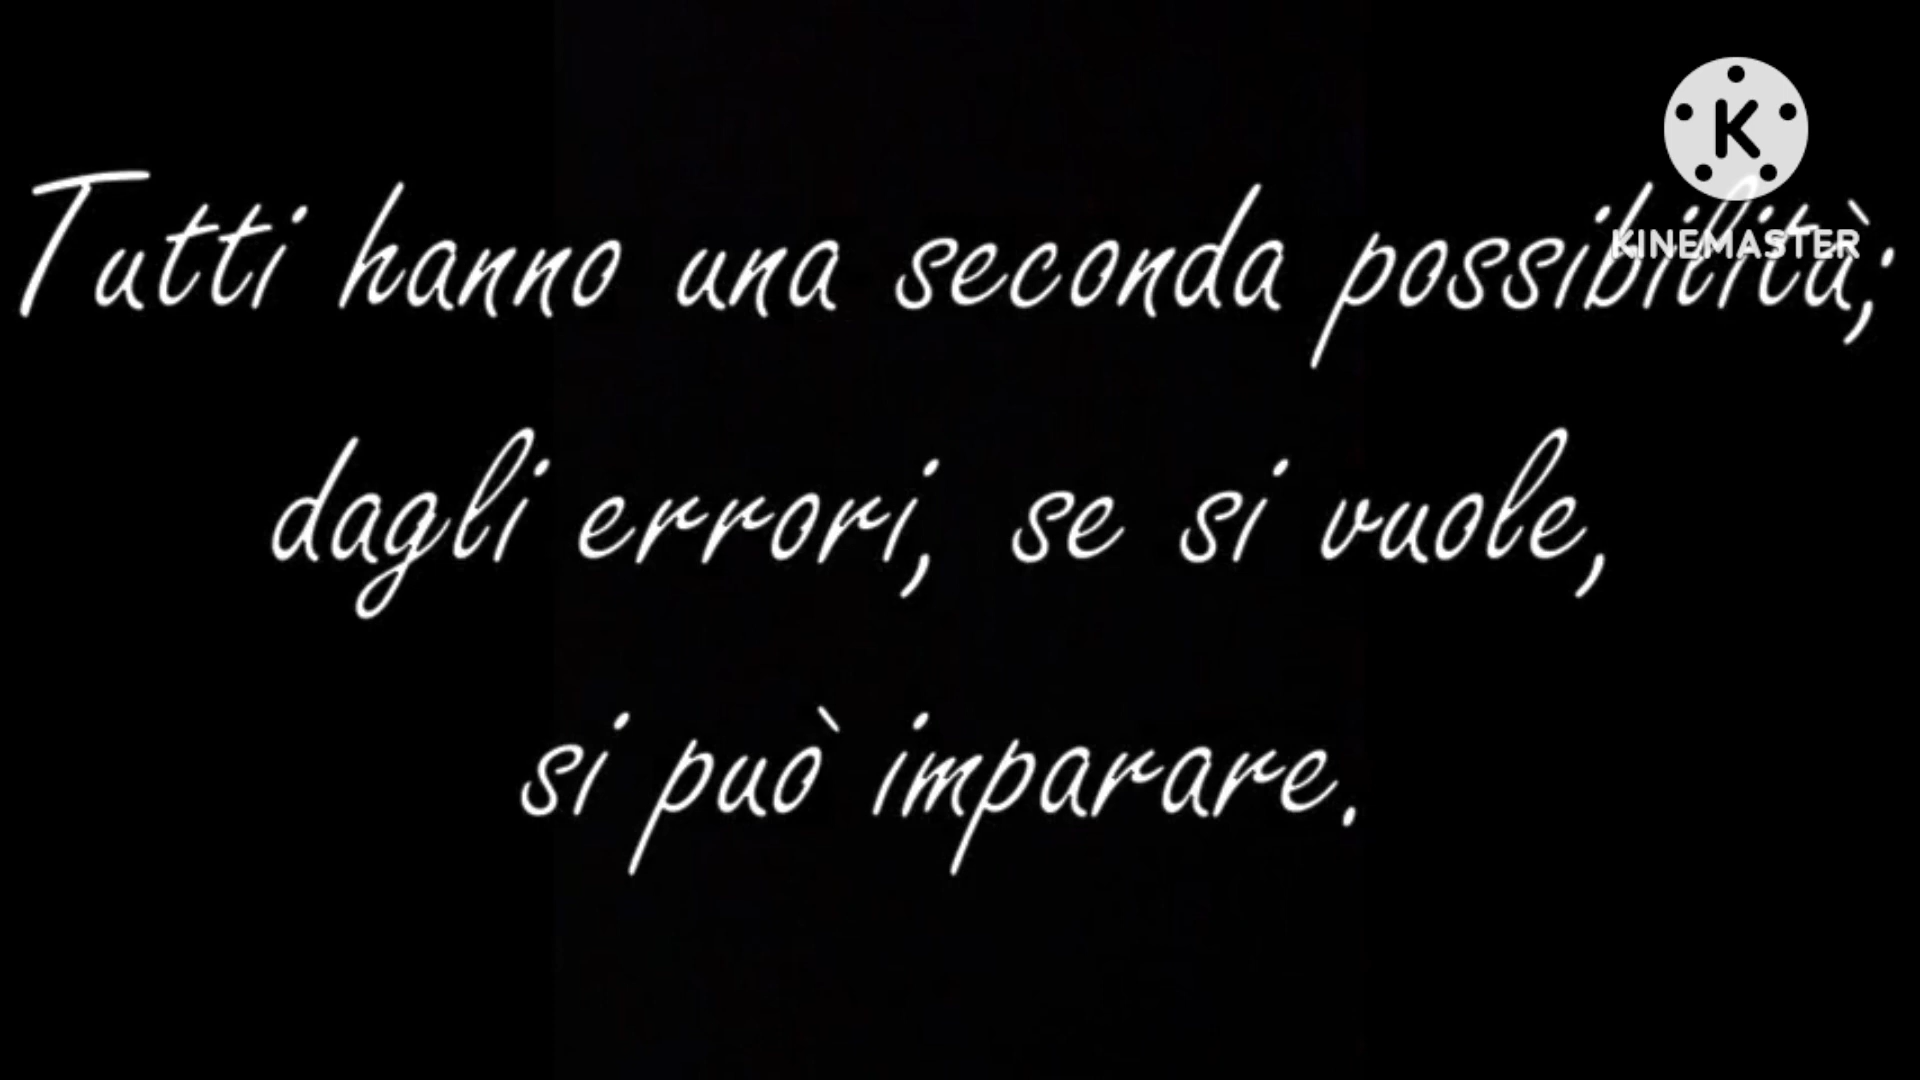 K
KINEMASTER
Tutti hanno una seconda possibilità;
dagli errori, se si vuole,
si può imparare.